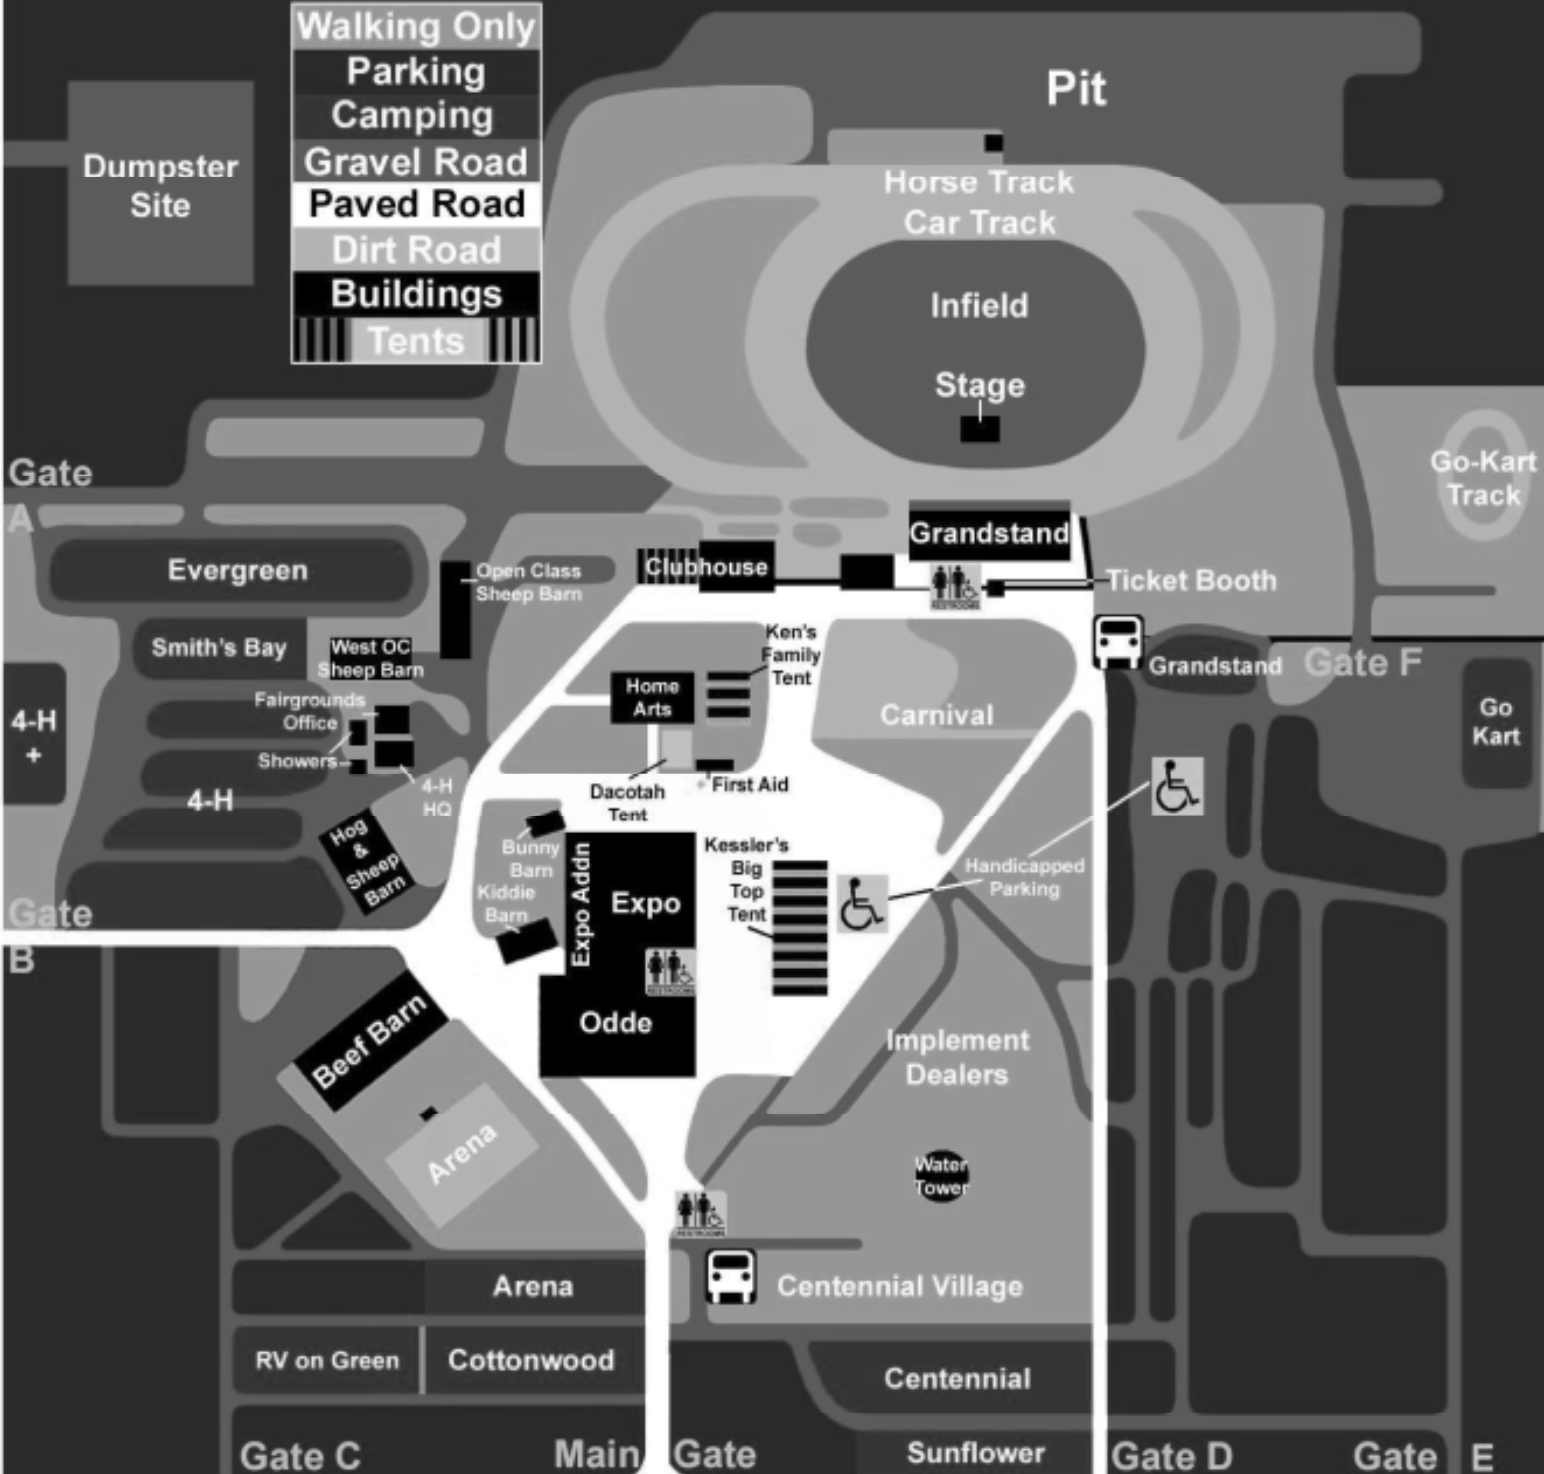 Walking Only
Parking
Camping
Gravel Road
Paved Road
Dirt Road
Buildings
Tents
Pit
Dumpster
Site
Horse Track
Car Track
Infield
Stage
Go-Kart
Track
Gate
A
Grandstand
Evergreen
Open Class
Sheep Barn
Clubhouse
RESTROOMS
Ticket Booth
Smith's Bay
West OC
Sheep Barn
Ken's
Family
Tent
Grandstand
Gate F
Fairgrounds
Office
Home
Arts
Carnival
4-H
+
Go
Kart
Showers
4-H
HQ
4-H
Dacotah
Tent
First Aid
Hog
&
Sheep
Barn
Bunny
Barn
Kiddie
Barn
Expo Addn
Expo
Kessler's
Big
Top
Tent
Handicapped
Parking
Gate
B
RESTROOMS
Odde
Beef Barn
Implement
Dealers
Arena
Water
Tower
RESTROOMS
Arena
Centennial Village
RV on Green
Cottonwood
Centennial
Gate C
Main Gate
Sunflower
Gate D
Gate E